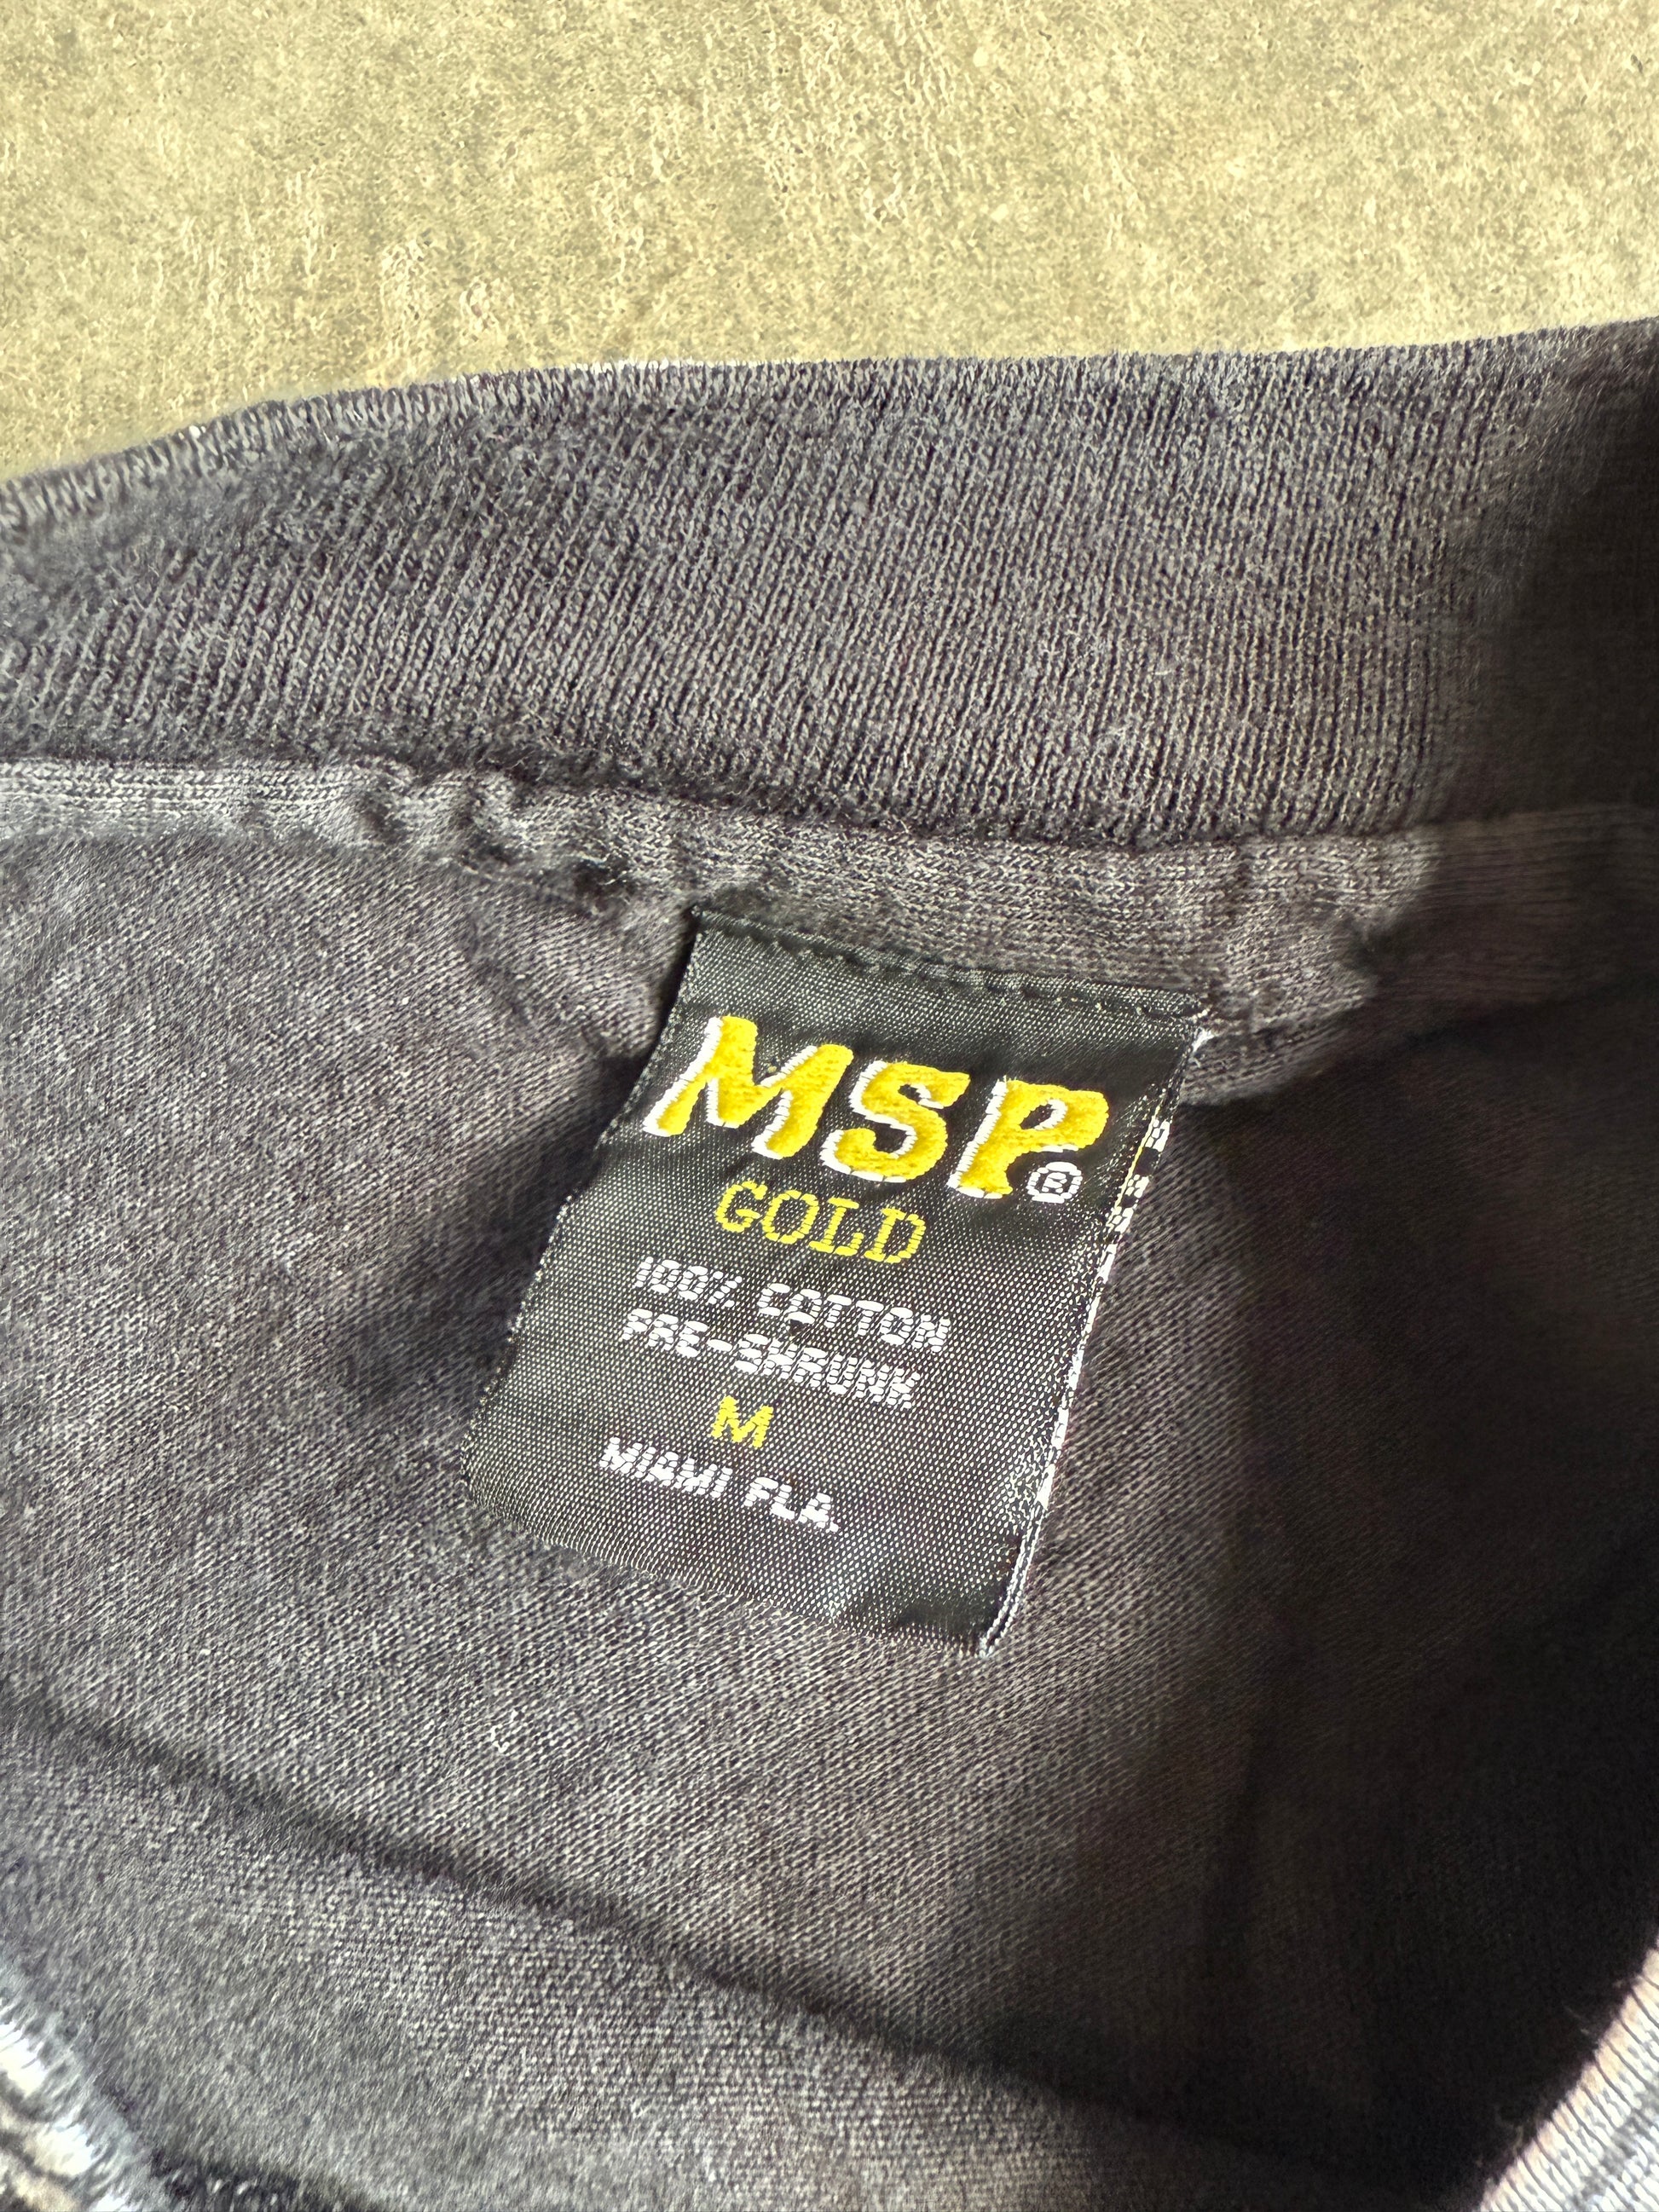 MSP®
GOLD
100% COTTON
PRE-SHRUNK
M
MIAMI FLA.